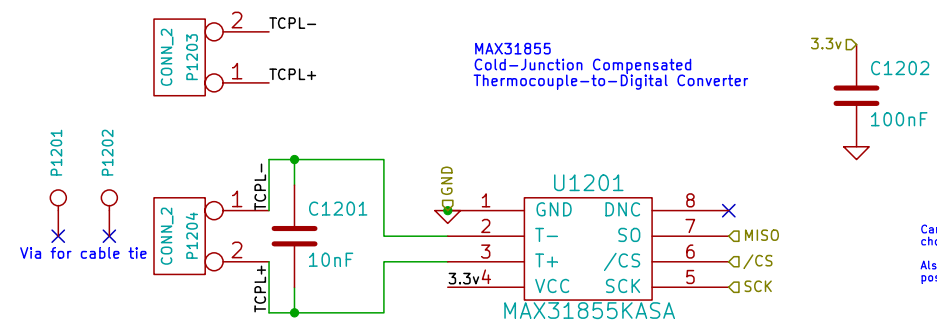 2
TCPL-
CONN_2
P1203
1
TCPL+
MAX31855
Cold-Junction Compensated
Thermocouple-to-Digital Converter
3.3v
C1202
100nF
P1201
P1202
Via for cable tie
CONN_2
P1204
1
TCPL-
2
TCPL+
C1201
10nF
GND
U1201
1
GND
DNC
8
2
T-
SO
7
MISO
3
T+
/CS
6
/CS
3.3v
4
VCC
SCK
5
SCK
MAX31855KASA